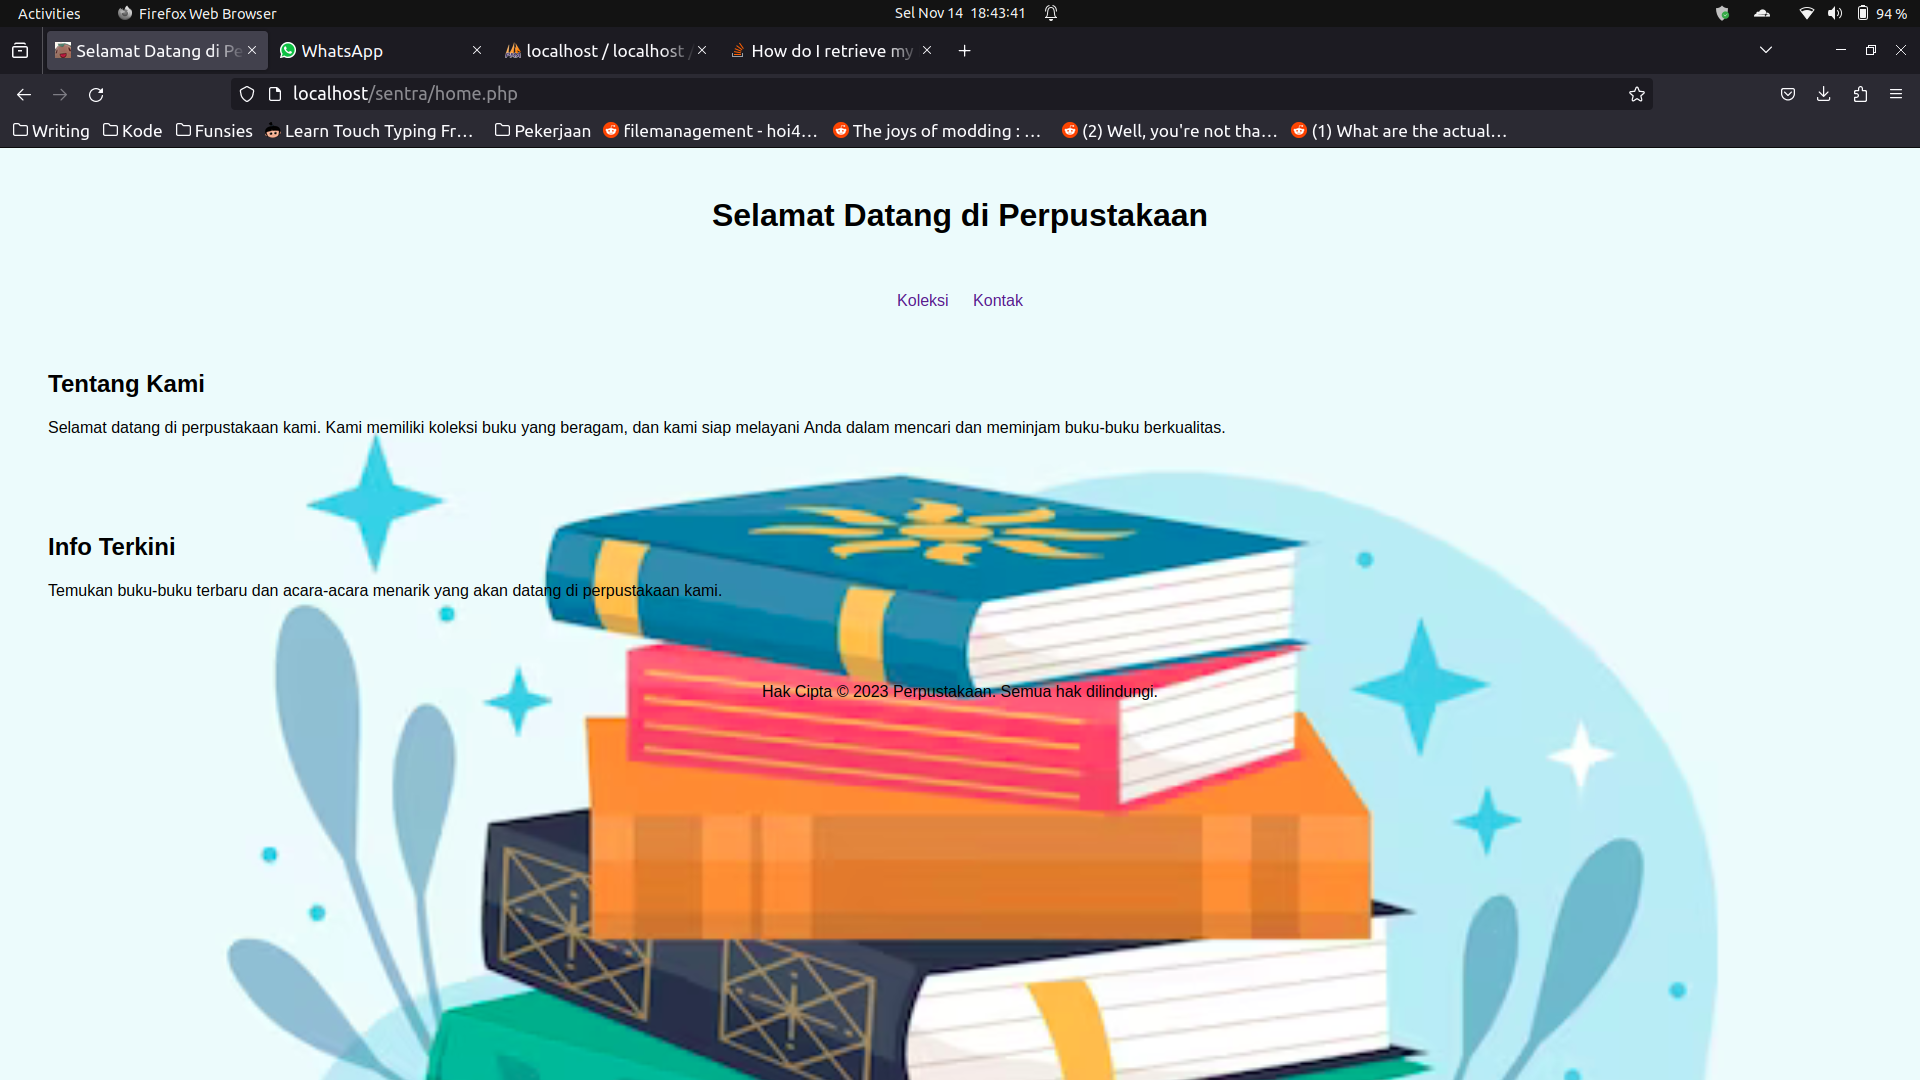 Activities Firefox Web Browser Sel Nov 14 18:43:41 94 %
Selamat Datang di Pe WhatsApp localhost / localhost / How do I retrieve my
localhost/sentra/home.php
Writing Kode Funsies Learn Touch Typing Fr… Pekerjaan filemanagement - hoi4… The joys of modding : … (2) Well, you're not tha… (1) What are the actual…
Selamat Datang di Perpustakaan
Koleksi Kontak
Tentang Kami
Selamat datang di perpustakaan kami. Kami memiliki koleksi buku yang beragam, dan kami siap melayani Anda dalam mencari dan meminjam buku-buku berkualitas.
Info Terkini
Temukan buku-buku terbaru dan acara-acara menarik yang akan datang di perpustakaan kami.
Hak Cipta © 2023 Perpustakaan. Semua hak dilindungi.